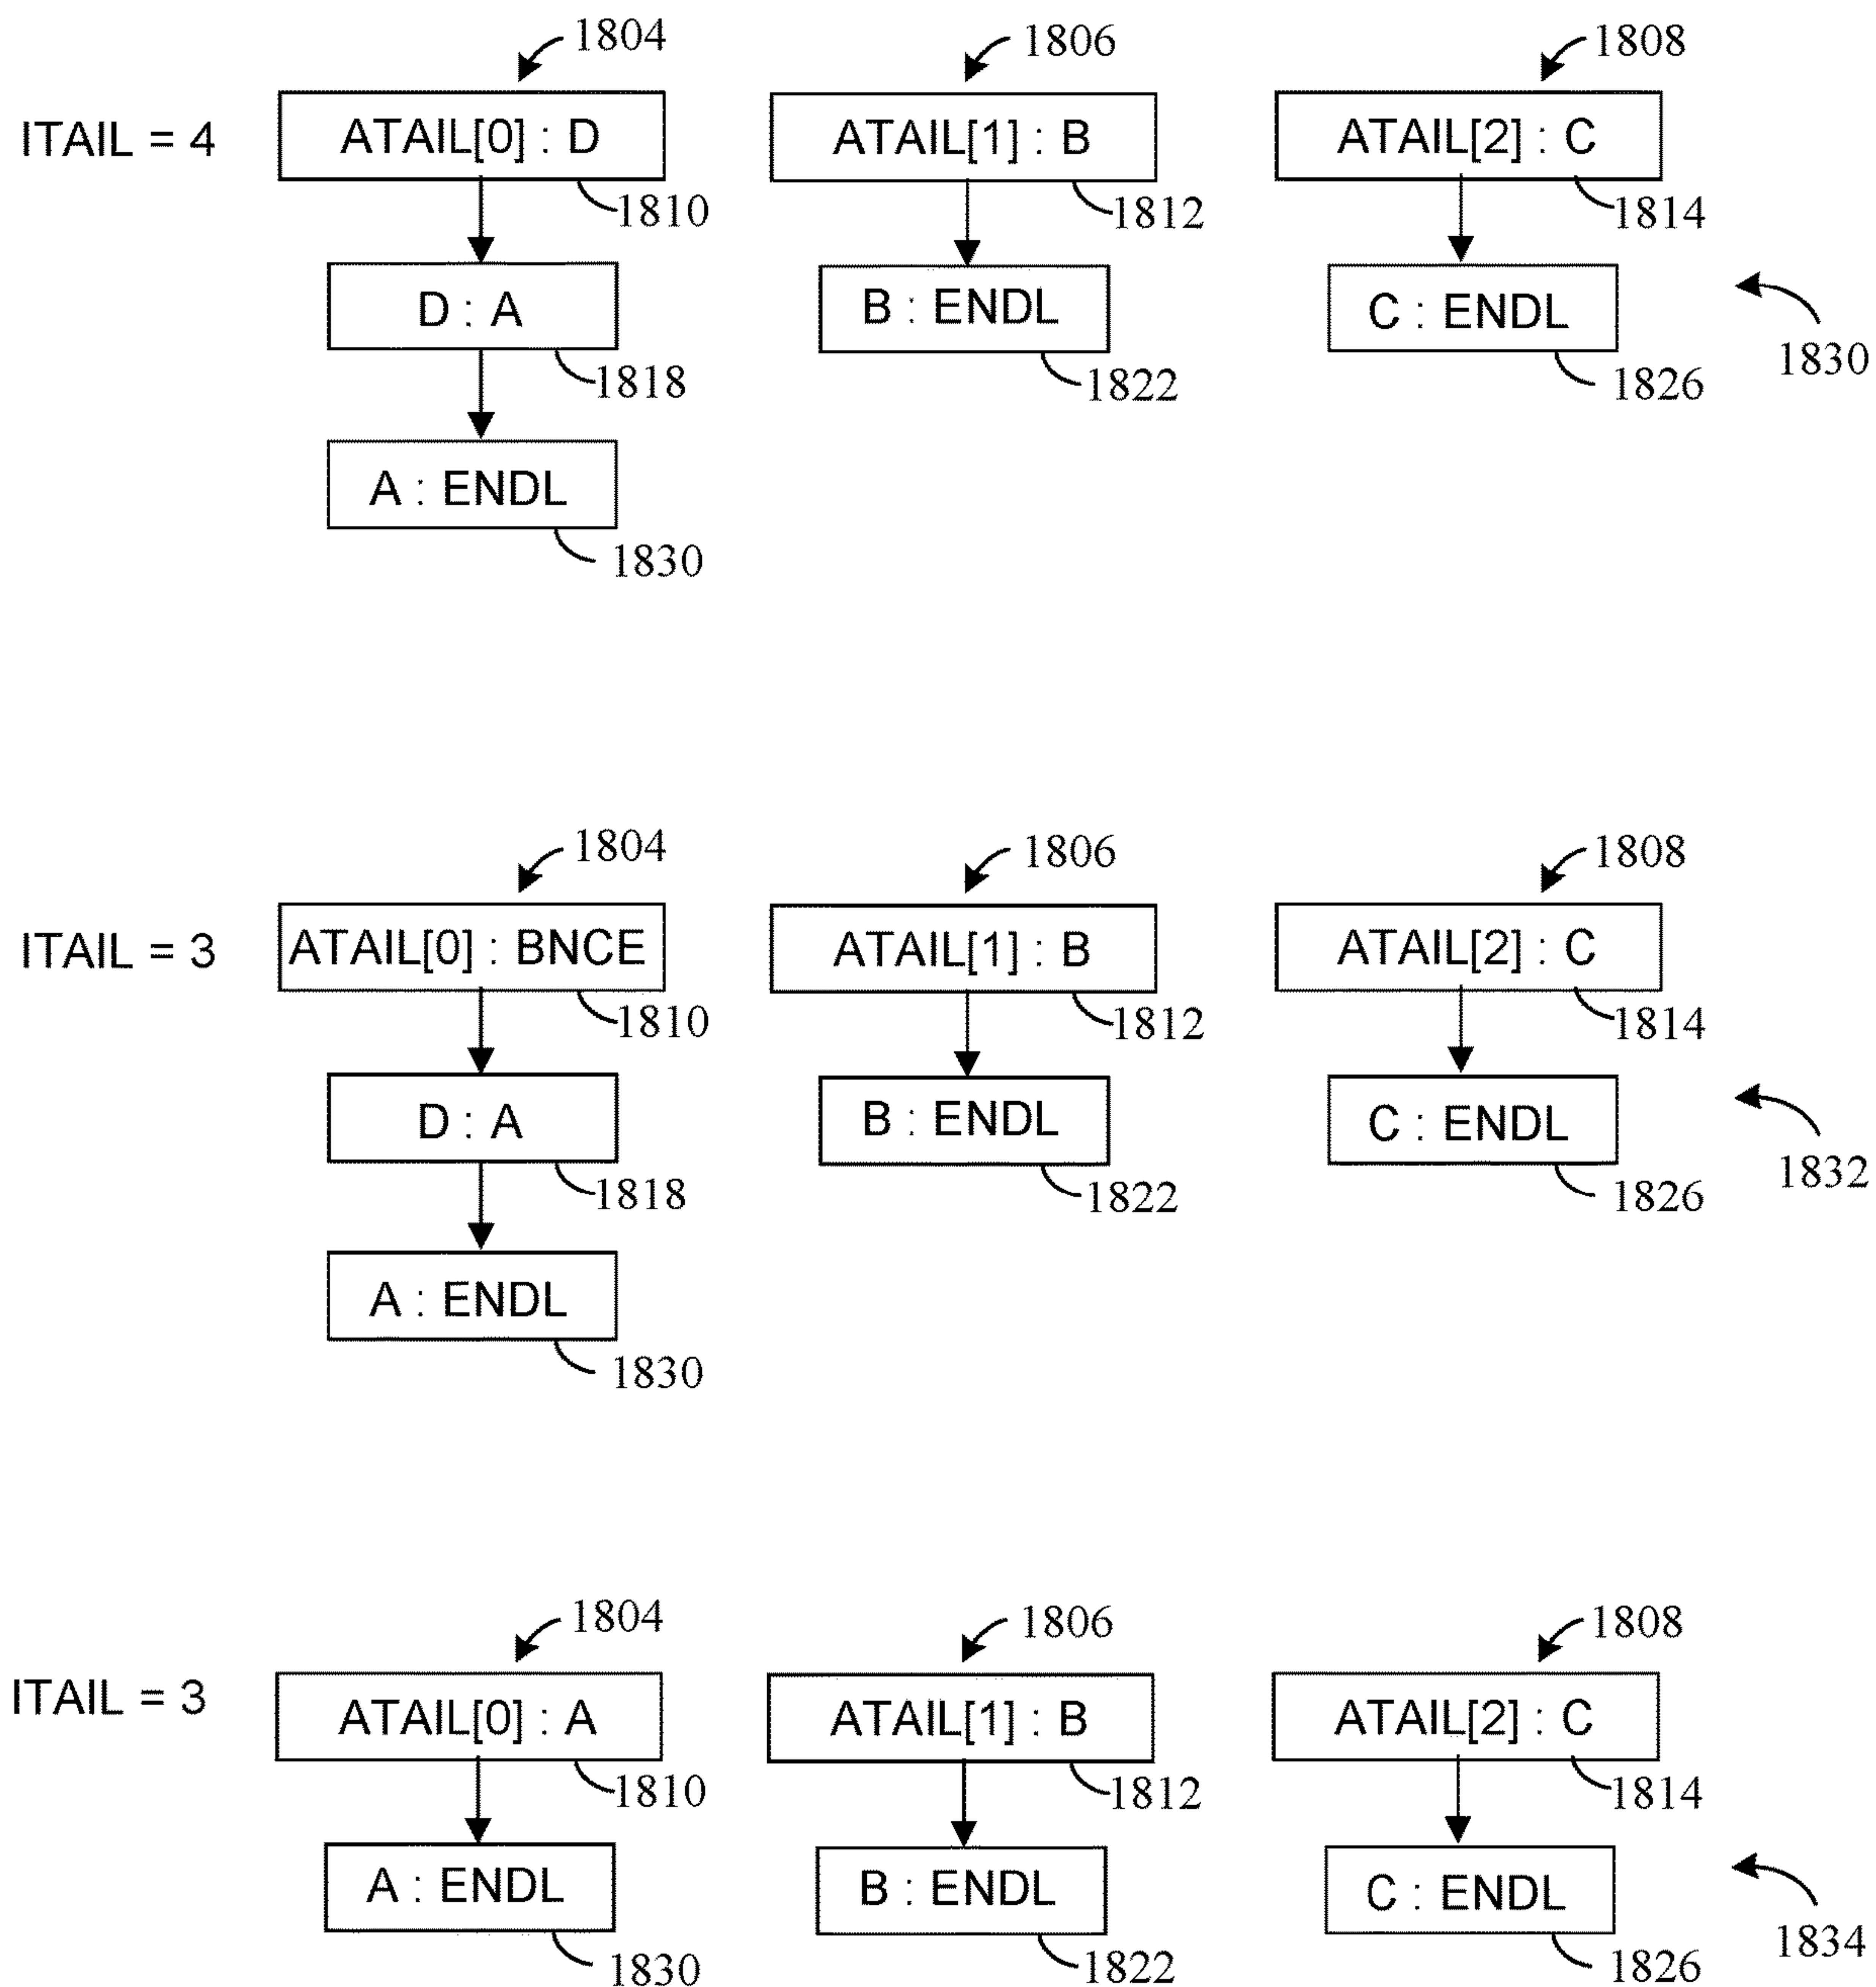 1804 1806 1808
ITAIL = 4 ATAIL[0] : D ATAIL[1] : B ATAIL[2] : C
1810 1812 1814
D : A B : ENDL C : ENDL
1830
1818 1822 1826
A : ENDL
1830
1804 1806 1808
ITAIL = 3 ATAIL[0] : BNCE ATAIL[1] : B ATAIL[2] : C
1810 1812 1814
D : A B : ENDL C : ENDL
1832
1818 1822 1826
A : ENDL
1830
1804 1806 1808
ITAIL = 3 ATAIL[0] : A ATAIL[1] : B ATAIL[2] : C
1810 1812 1814
A : ENDL B : ENDL C : ENDL
1834
1830 1822 1826